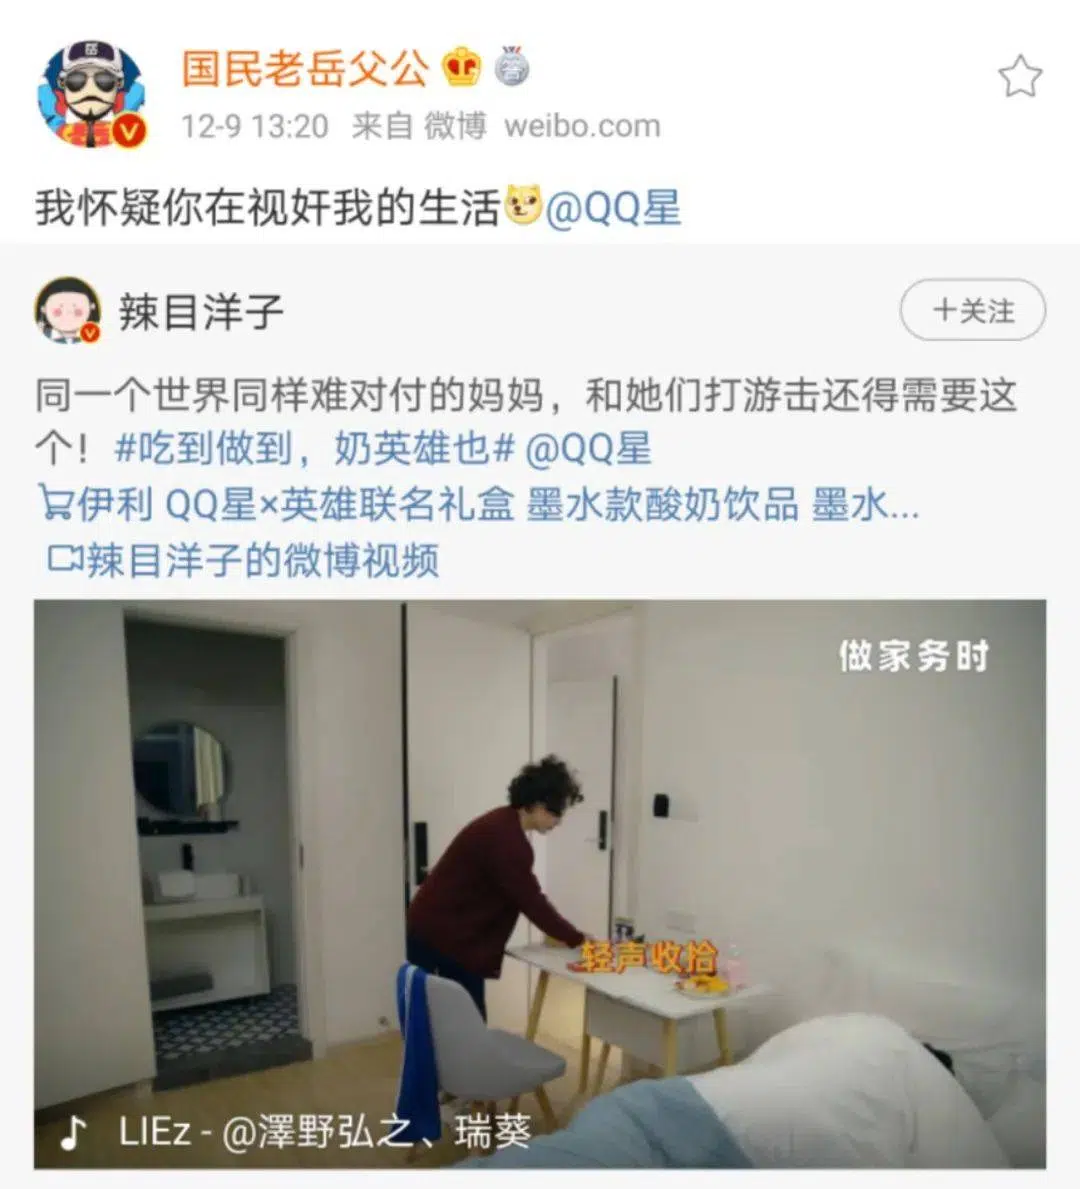 国民老岳父公
12-9 13:20 来自 微博 weibo.com
我怀疑你在视奸我的生活@QQ星
辣目洋子
+关注
同一个世界同样难对付的妈妈，和她们打游击还得需要这
个！#吃到做到，奶英雄也# @QQ星
伊利 QQ星×英雄联名礼盒 墨水款酸奶饮品 墨水...
辣目洋子的微博视频
做家务时
轻声收拾
LIEz - @澤野弘之、瑞葵